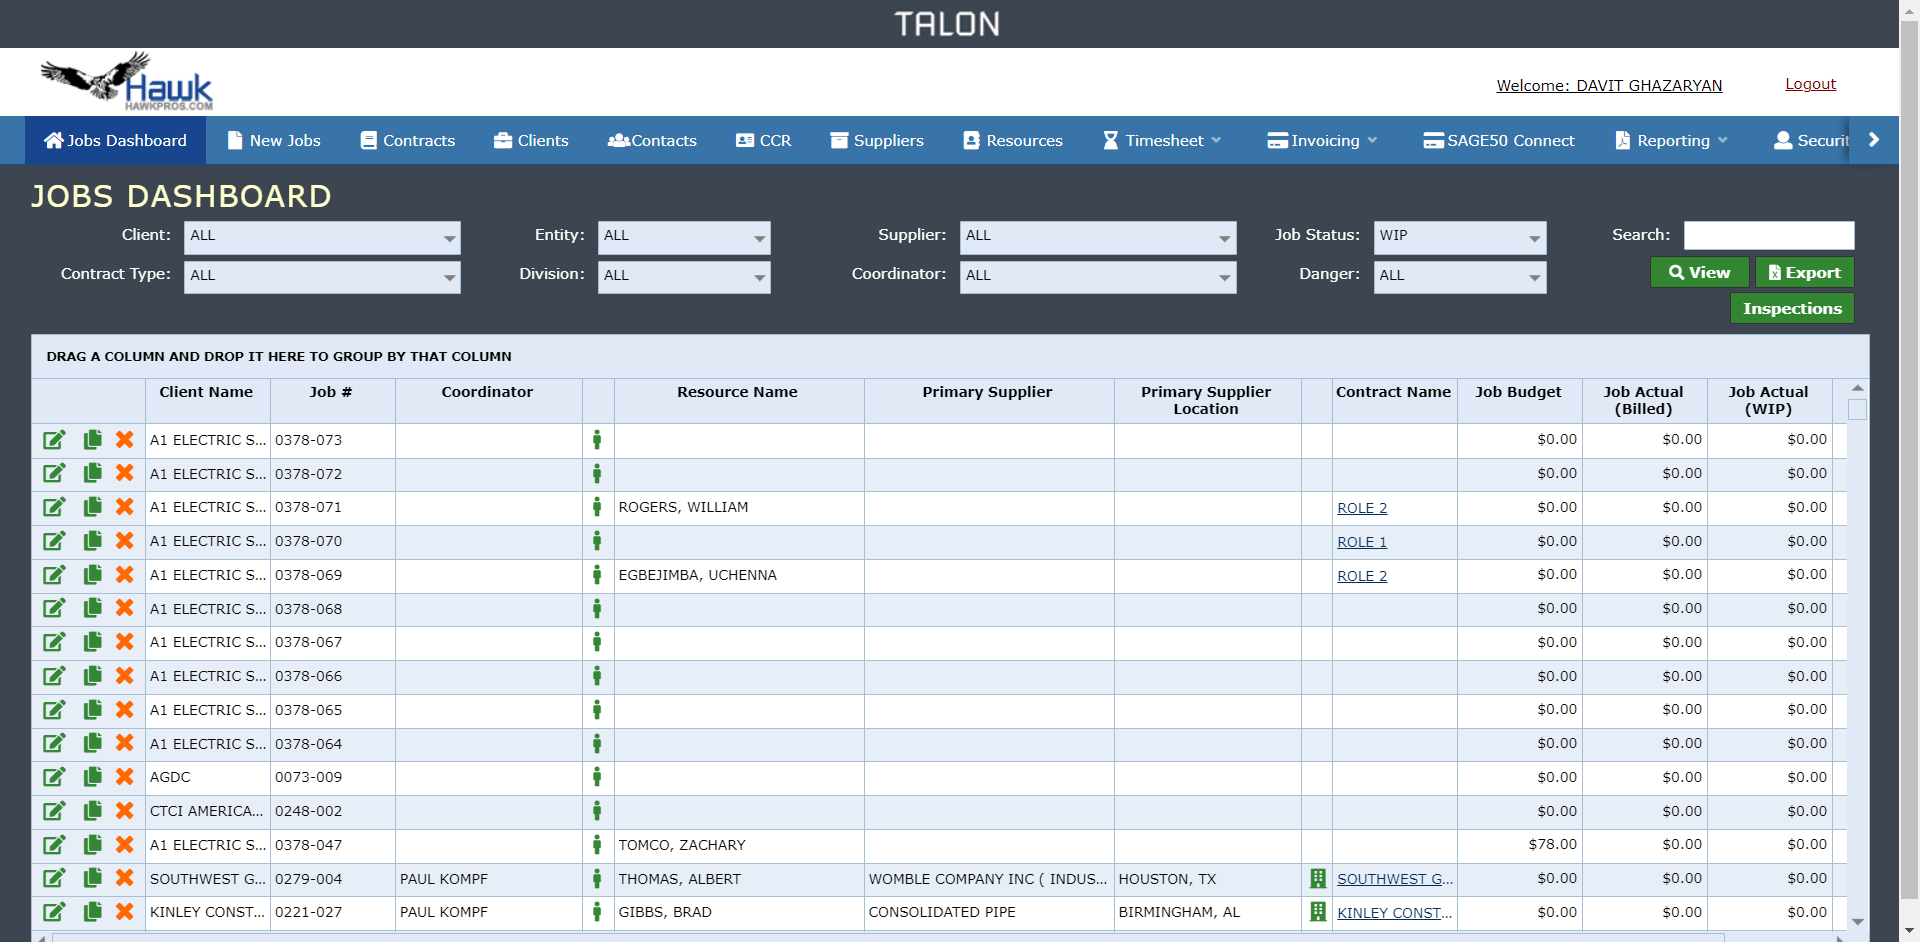 TALON
Hawk
HAWKPROS.COM
Welcome: DAVIT GHAZARYAN
Logout
Jobs Dashboard New Jobs Contracts Clients Contacts CCR Suppliers Resources Timesheet Invoicing SAGE50 Connect Reporting Securit
JOBS DASHBOARD
Client: ALL Entity: ALL Supplier: ALL Job Status: WIP Search:
Contract Type: ALL Division: ALL Coordinator: ALL Danger: ALL View Export
Inspections
DRAG A COLUMN AND DROP IT HERE TO GROUP BY THAT COLUMN
Client Name Job # Coordinator Resource Name Primary Supplier Primary Supplier Location Contract Name Job Budget Job Actual (Billed) Job Actual (WIP)
A1 ELECTRIC S... 0378-073 $0.00 $0.00 $0.00
A1 ELECTRIC S... 0378-072 $0.00 $0.00 $0.00
A1 ELECTRIC S... 0378-071 ROGERS, WILLIAM ROLE 2 $0.00 $0.00 $0.00
A1 ELECTRIC S... 0378-070 ROLE 1 $0.00 $0.00 $0.00
A1 ELECTRIC S... 0378-069 EGBEJIMBA, UCHENNA ROLE 2 $0.00 $0.00 $0.00
A1 ELECTRIC S... 0378-068 $0.00 $0.00 $0.00
A1 ELECTRIC S... 0378-067 $0.00 $0.00 $0.00
A1 ELECTRIC S... 0378-066 $0.00 $0.00 $0.00
A1 ELECTRIC S... 0378-065 $0.00 $0.00 $0.00
A1 ELECTRIC S... 0378-064 $0.00 $0.00 $0.00
AGDC 0073-009 $0.00 $0.00 $0.00
CTCI AMERICA... 0248-002 $0.00 $0.00 $0.00
A1 ELECTRIC S... 0378-047 TOMCO, ZACHARY $78.00 $0.00 $0.00
SOUTHWEST G... 0279-004 PAUL KOMPF THOMAS, ALBERT WOMBLE COMPANY INC ( INDUS... HOUSTON, TX SOUTHWEST G... $0.00 $0.00 $0.00
KINLEY CONST... 0221-027 PAUL KOMPF GIBBS, BRAD CONSOLIDATED PIPE BIRMINGHAM, AL KINLEY CONST... $0.00 $0.00 $0.00